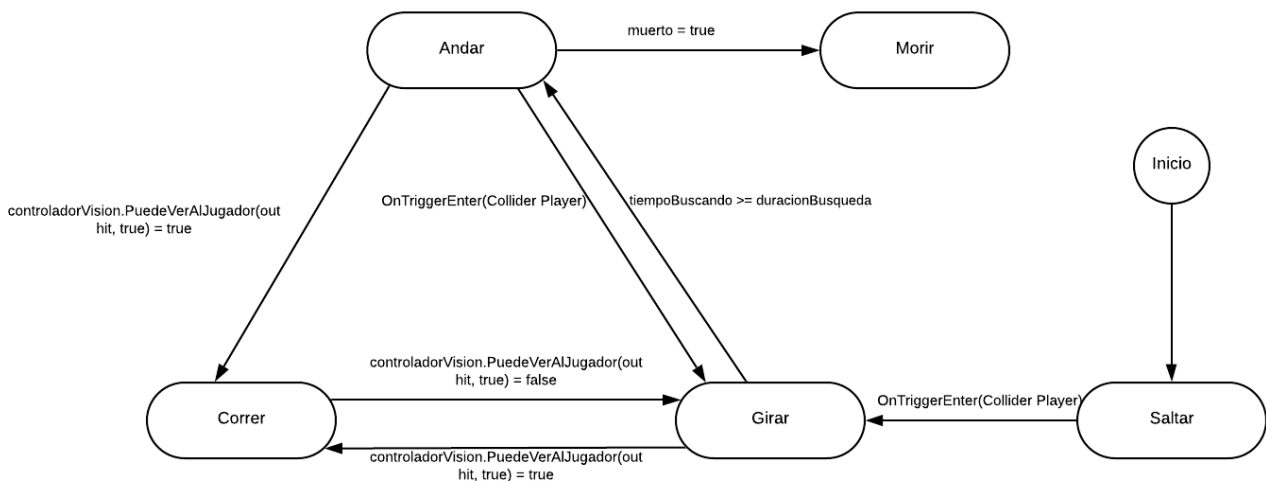 muerto = true
Andar
Morir
Inicio
OnTriggerEnter(Collider Player)
tiempoBuscando >= duracionBusqueda
controladorVision.PuedeVerAlJugador(out
hit, true) = true
controladorVision.PuedeVerAlJugador(out
hit, true) = false
OnTriggerEnter(Collider Player)
Correr
Girar
Saltar
controladorVision.PuedeVerAlJugador(out
hit, true) = true